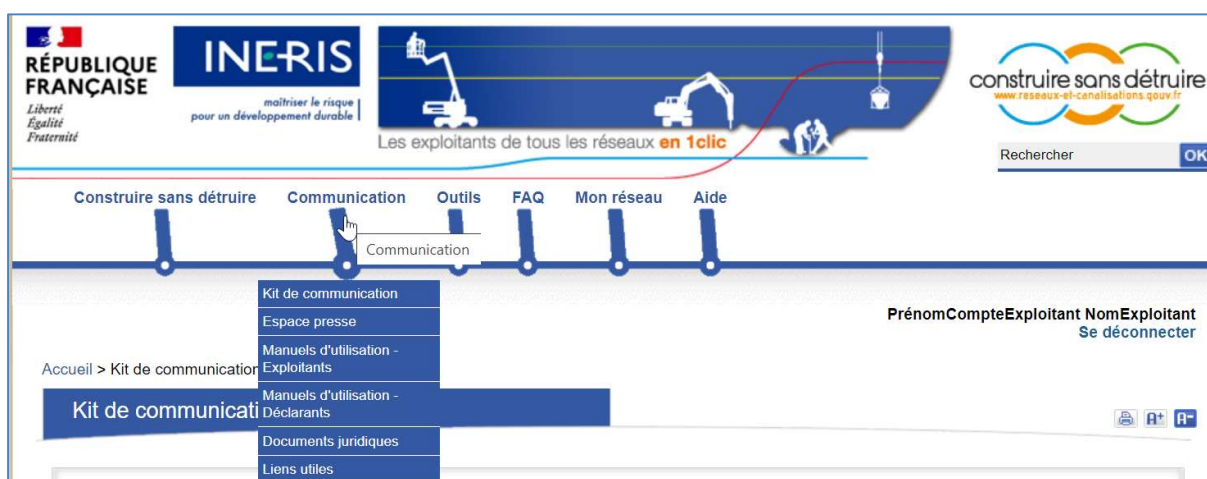 RÉPUBLIQUE
FRANÇAISE
Liberté
Égalité
Fraternité
INERIS
maîtriser le risque
pour un développement durable
Les exploitants de tous les réseaux en 1clic
construire sans détruire
www.reseaux-et-canalisations.gouv.fr
Rechercher
OK
Construire sans détruire
Communication
Outils
FAQ
Mon réseau
Aide
Communication
Kit de communication
Espace presse
Manuels d'utilisation -
Exploitants
Manuels d'utilisation -
Déclarants
Documents juridiques
Liens utiles
PrénomCompteExploitant NomExploitant
Se déconnecter
Accueil > Kit de communication
Kit de communicati
A+
A-